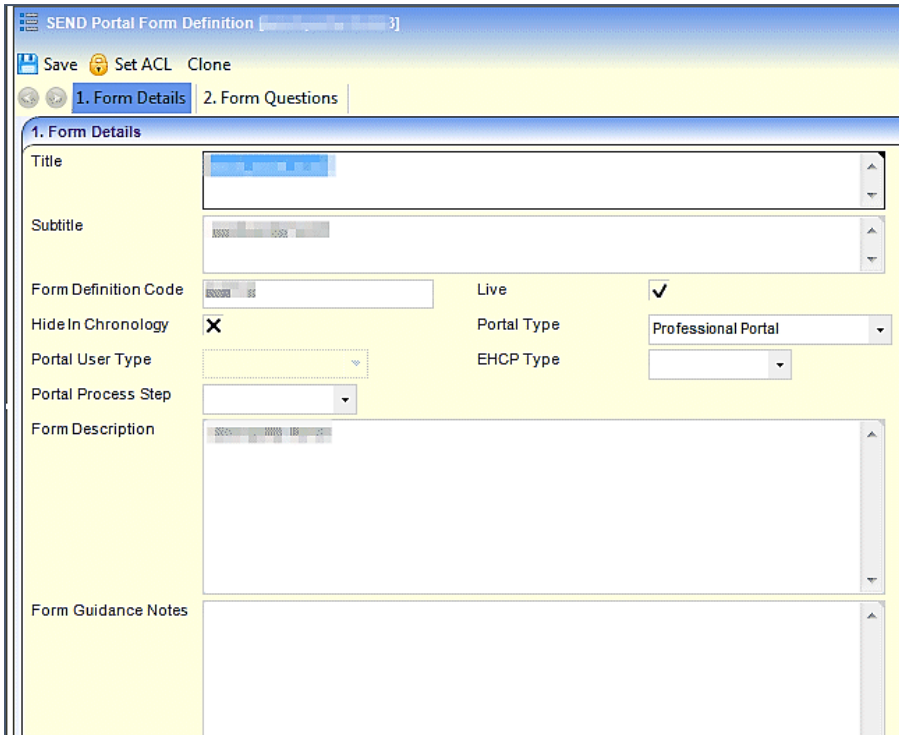 SEND Portal Form Definition [ 3]
Save Set ACL Clone
1. Form Details 2. Form Questions
1. Form Details
Title
Subtitle
Form Definition Code Live
Hide In Chronology Portal Type Professional Portal
Portal User Type EHCP Type
Portal Process Step
Form Description
Form Guidance Notes